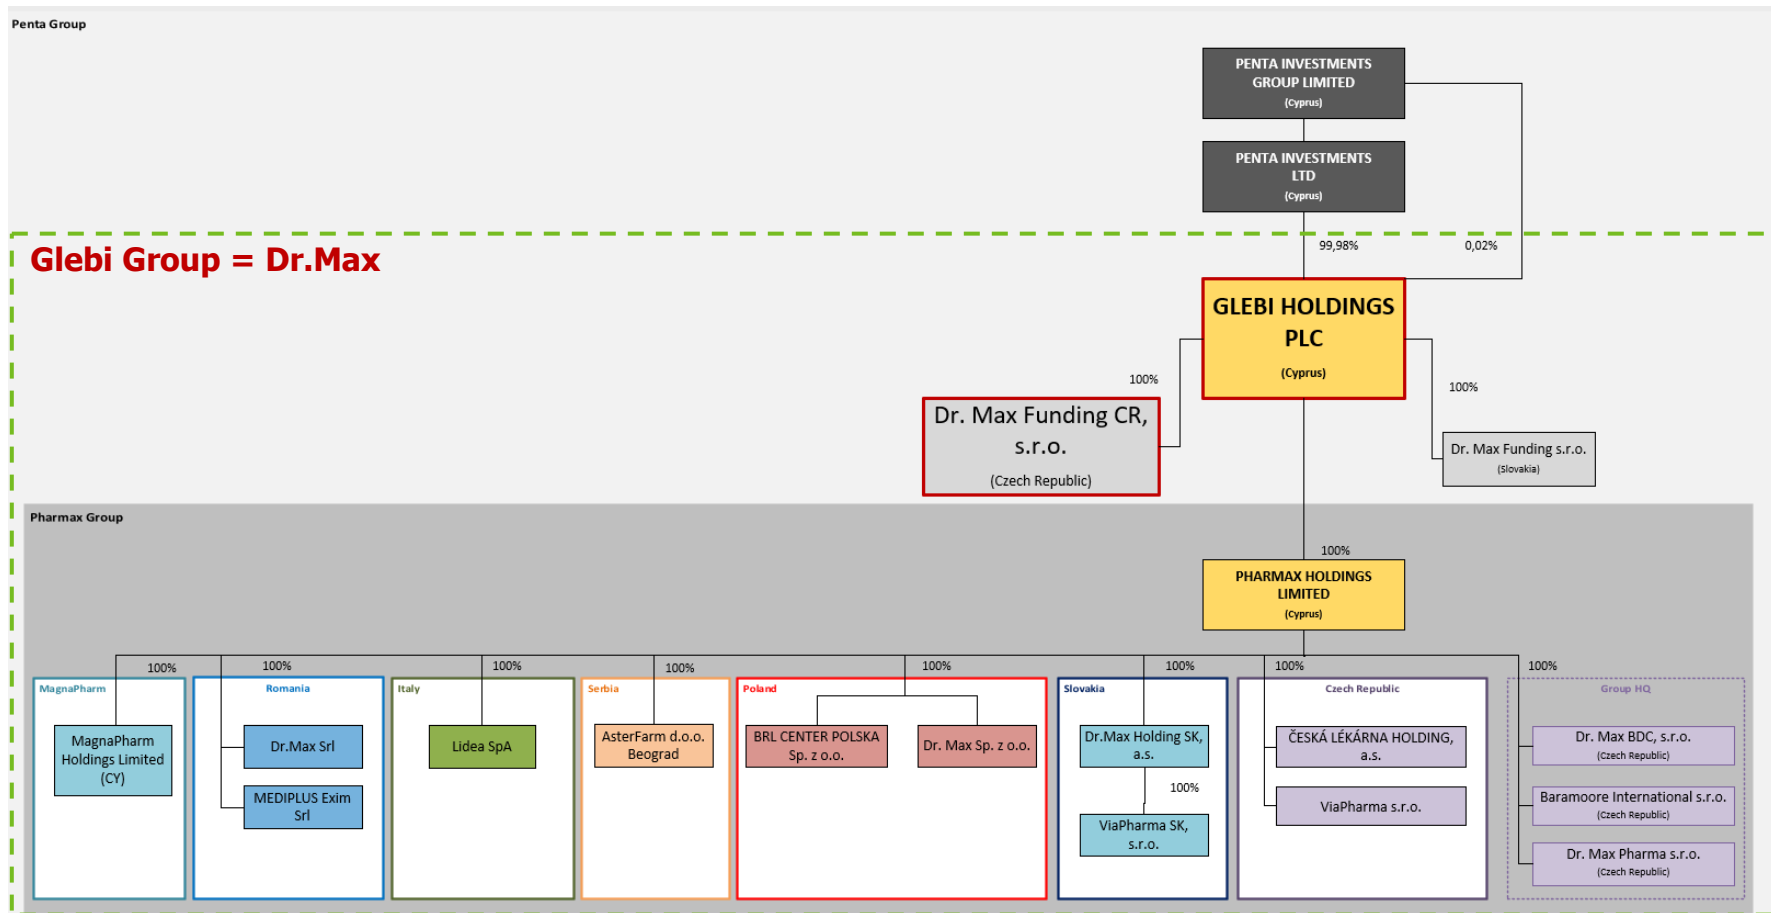 Penta Group
PENTA INVESTMENTS
GROUP LIMITED
(Cyprus)
PENTA INVESTMENTS
LTD
(Cyprus)
99,98%
0,02%
Glebi Group = Dr.Max
GLEBI HOLDINGS
PLC
(Cyprus)
100%
100%
Dr. Max Funding CR,
s.r.o.
(Czech Republic)
Dr. Max Funding s.r.o.
(Slovakia)
Pharmax Group
100%
PHARMAX HOLDINGS
LIMITED
(Cyprus)
100%
100%
100%
100%
100%
100%
100%
100%
MagnaPharm
MagnaPharm
Holdings Limited
(CY)
Romania
Dr.Max Srl
MEDIPLUS Exim
Srl
Italy
Lidea SpA
Serbia
AsterFarm d.o.o.
Beograd
Poland
BRL CENTER POLSKA
Sp. z o.o.
Dr. Max Sp. z o.o.
Slovakia
Dr.Max Holding SK,
a.s.
100%
ViaPharma SK,
s.r.o.
Czech Republic
ČESKÁ LÉKÁRNA HOLDING,
a.s.
ViaPharma s.r.o.
Group HQ
Dr. Max BDC, s.r.o.
(Czech Republic)
Baramoore International s.r.o.
(Czech Republic)
Dr. Max Pharma s.r.o.
(Czech Republic)